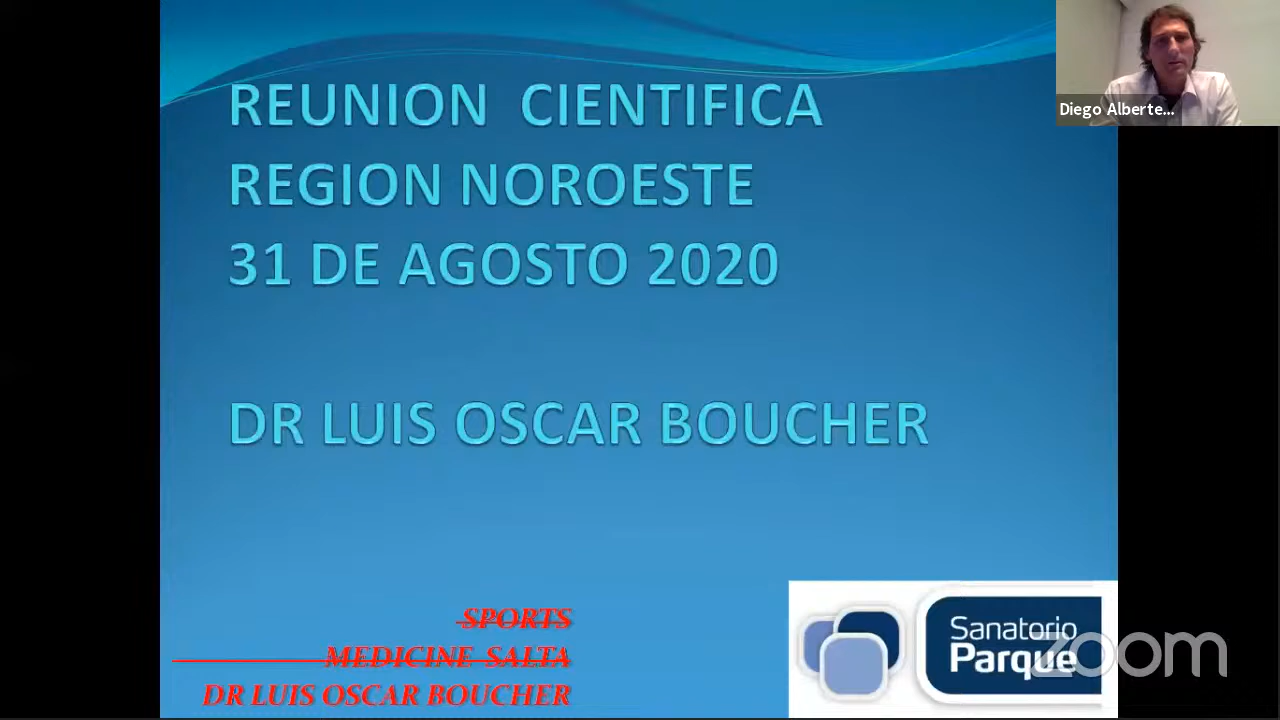 REUNION CIENTIFICA
REGION NOROESTE
31 DE AGOSTO 2020
DR LUIS OSCAR BOUCHER
Diego Alberte...
SPORTS
MEDICINE SALTA
DR LUIS OSCAR BOUCHER
Sanatorio
Parque
zoom